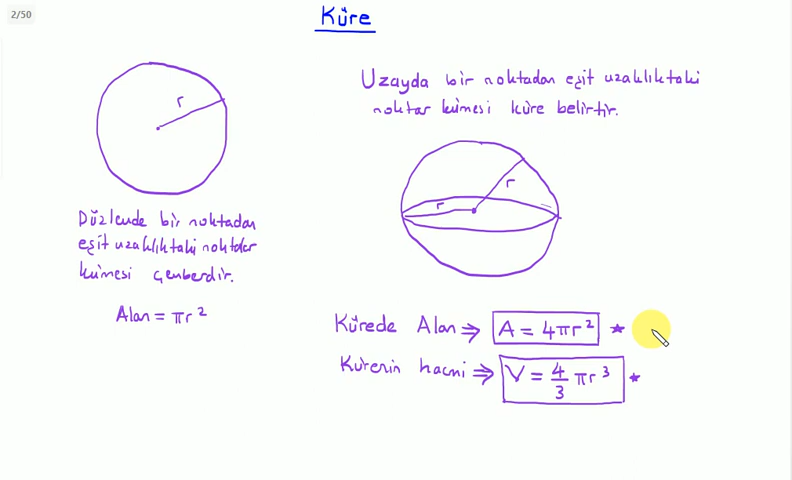 2/50
Küre
r
Uzayda bir noktadan eşit uzaklıktaki
noktar kümesi küre belirtir.
r
r
Düzlemde bir noktadan
eşit uzaklıktaki noktalar
kümesi çemberdir.
Alan = πr²
Kürede Alan ⇒ A = 4πr² ★
Kürenin hacmi ⇒ V = 4/3 πr³ ★